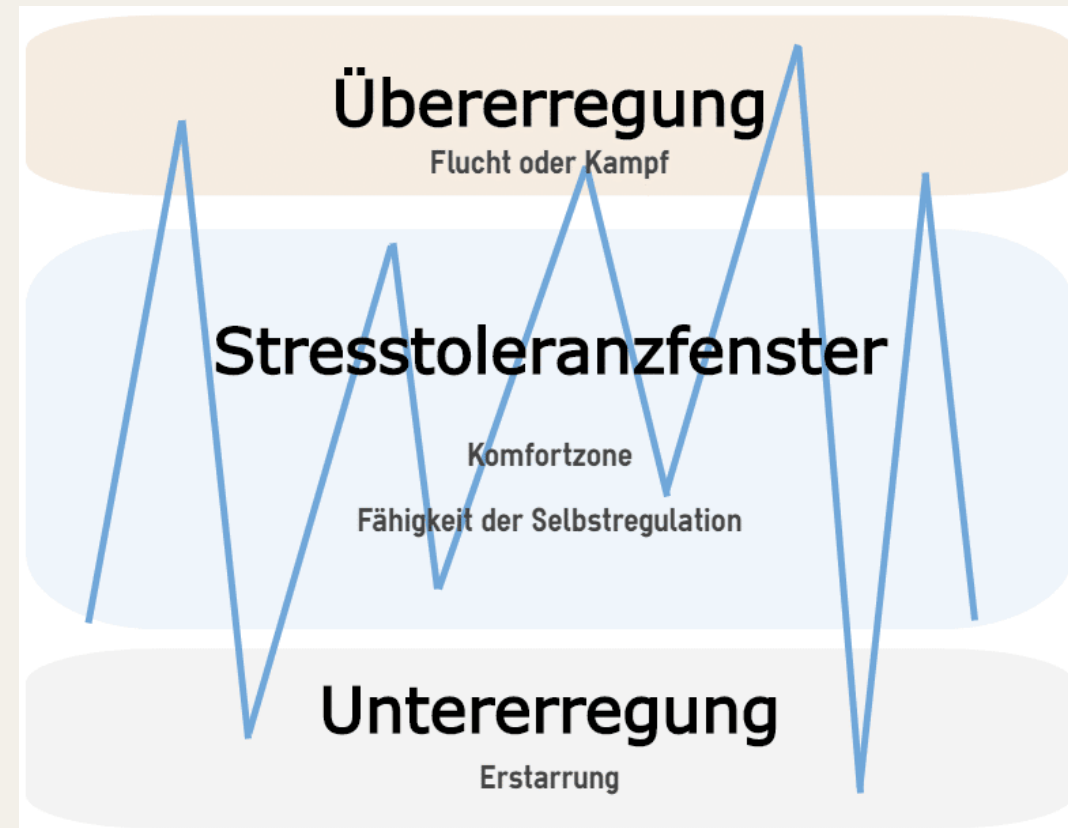 Übererregung
Flucht oder Kampf
Stresstoleranzfenster
Komfortzone
Fähigkeit der Selbstregulation
Untererregung
Erstarrung